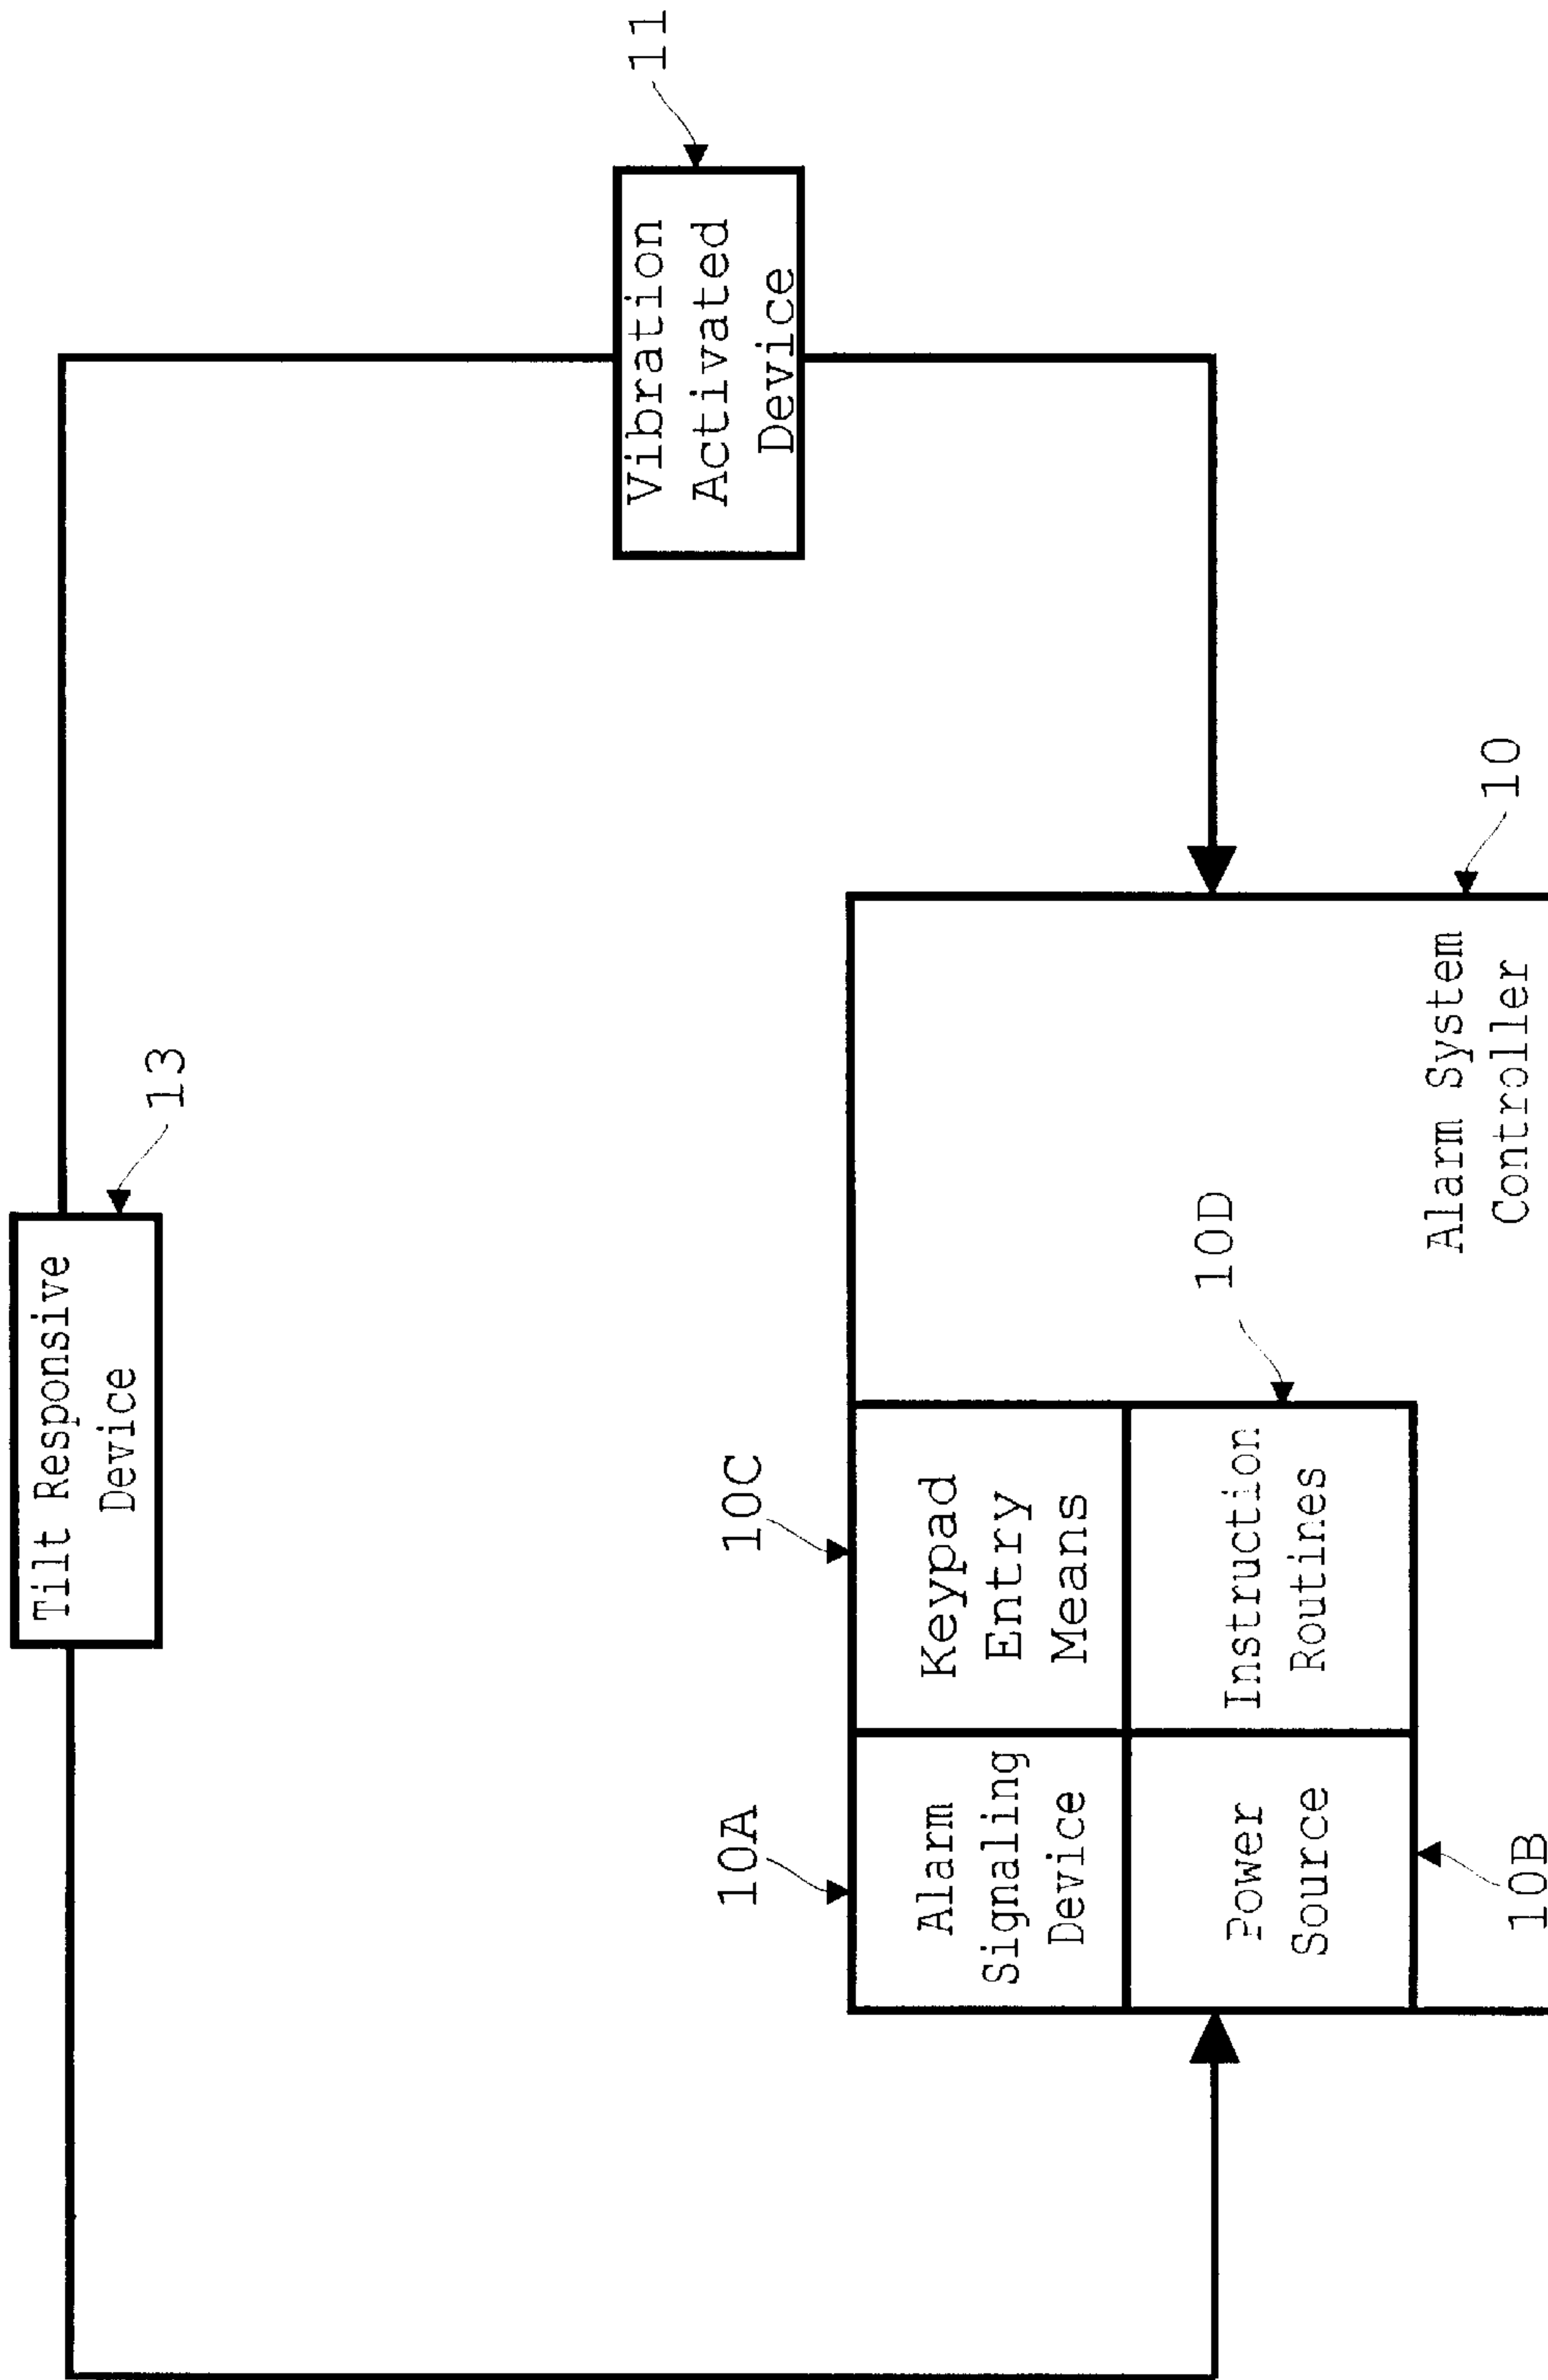 Tilt Responsive
Device
13
Vibration
Activated
Device
11
10A
Alarm
Signaling
Device
10C
Keypad
Entry
Means
Power
Source
10B
Instruction
Routines
10D
Alarm System
Controller
10